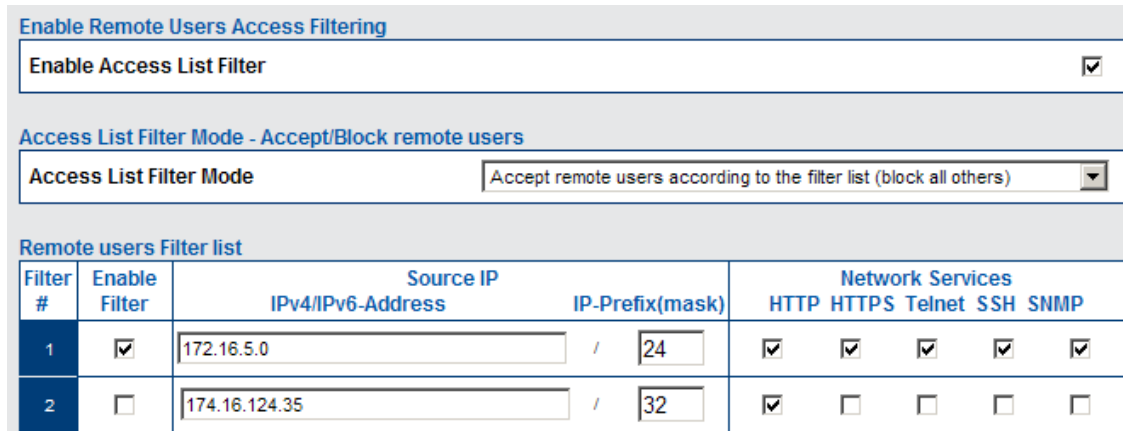 Enable Remote Users Access Filtering
Enable Access List Filter
Access List Filter Mode - Accept/Block remote users
Access List Filter Mode Accept remote users according to the filter list (block all others)
Remote users Filter list
Filter # Enable Filter Source IP IPv4/IPv6-Address IP-Prefix(mask) Network Services HTTP HTTPS Telnet SSH SNMP
1 172.16.5.0 / 24
2 174.16.124.35 / 32